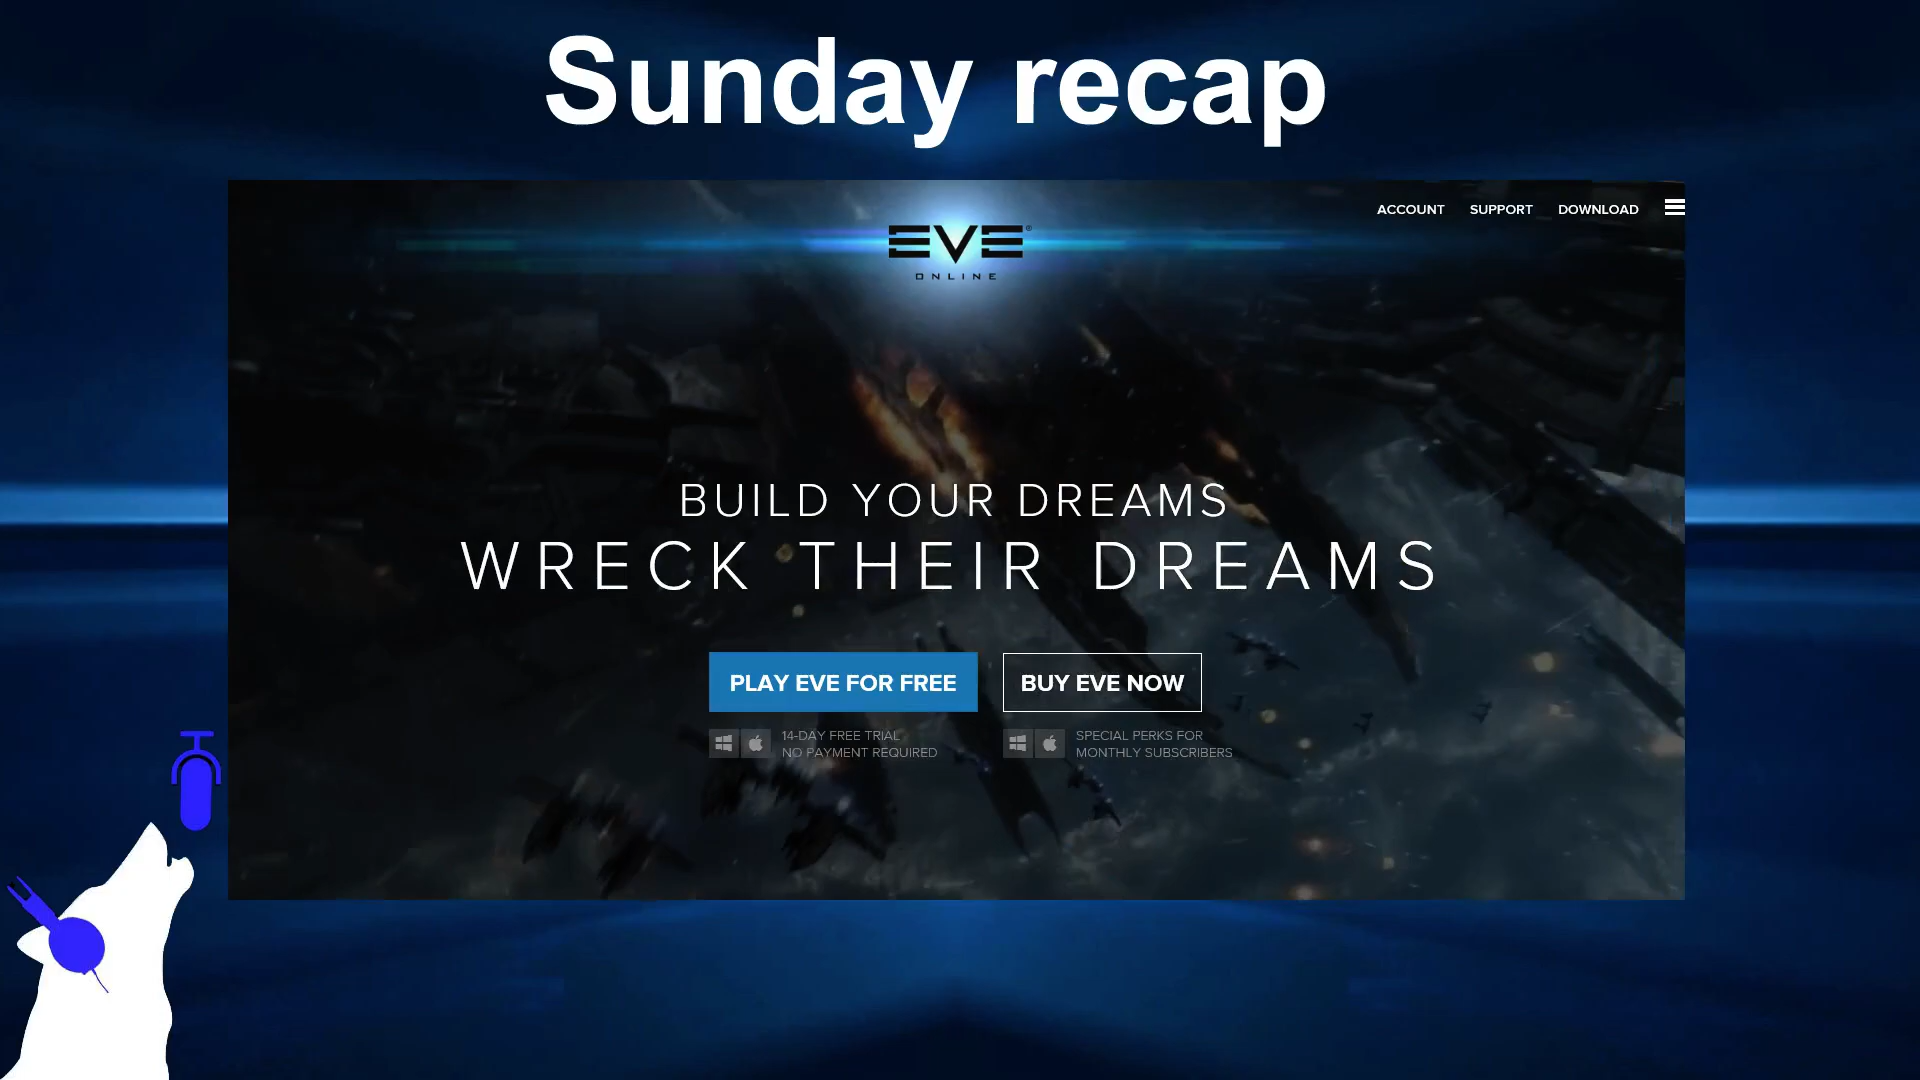 Sunday recap
ACCOUNT SUPPORT DOWNLOAD
EVE®
ONLINE
BUILD YOUR DREAMS
WRECK THEIR DREAMS
PLAY EVE FOR FREE BUY EVE NOW
14-DAY FREE TRIAL SPECIAL PERKS FOR
NO PAYMENT REQUIRED MONTHLY SUBSCRIBERS